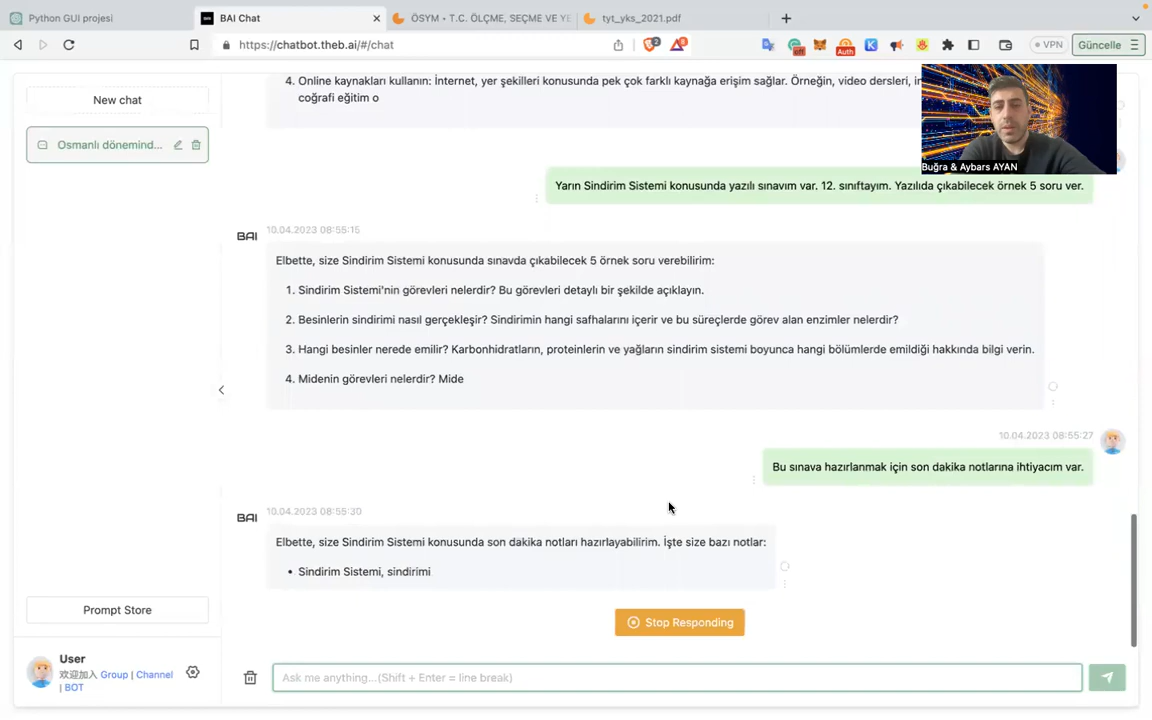 Python GUI projesi
BAI Chat
ÖSYM - T.C. ÖLÇME, SEÇME VE YE
tyt_yks_2021.pdf
https://chatbot.theb.ai/#/chat
2
8
off
Auth
VPN
Güncelle
New chat
Osmanlı dönemind...
4. Online kaynakları kullanın: İnternet, yer şekilleri konusunda pek çok farklı kaynağa erişim sağlar. Örneğin, video dersleri,
coğrafi eğitim o
Buğra & Aybars AYAN
Yarın Sindirim Sistemi konusunda yazılı sınavım var. 12. sınıftayım. Yazılıda çıkabilecek örnek 5 soru ver.
BAI
10.04.2023 08:55:15
Elbette, size Sindirim Sistemi konusunda sınavda çıkabilecek 5 örnek soru verebilirim:
1. Sindirim Sistemi'nin görevleri nelerdir? Bu görevleri detaylı bir şekilde açıklayın.
2. Besinlerin sindirimi nasıl gerçekleşir? Sindirimin hangi safhalarını içerir ve bu süreçlerde görev alan enzimler nelerdir?
3. Hangi besinler nerede emilir? Karbonhidratların, proteinlerin ve yağların sindirim sistemi boyunca hangi bölümlerde emildiği hakkında bilgi verin.
4. Midenin görevleri nelerdir? Mide
10.04.2023 08:55:27
Bu sınava hazırlanmak için son dakika notlarına ihtiyacım var.
BAI
10.04.2023 08:55:30
Elbette, size Sindirim Sistemi konusunda son dakika notları hazırlayabilirim. İşte size bazı notlar:
• Sindirim Sistemi, sindirimi
Stop Responding
Prompt Store
User
欢迎加入 Group | Channel
| BOT
Ask me anything...(Shift + Enter = line break)